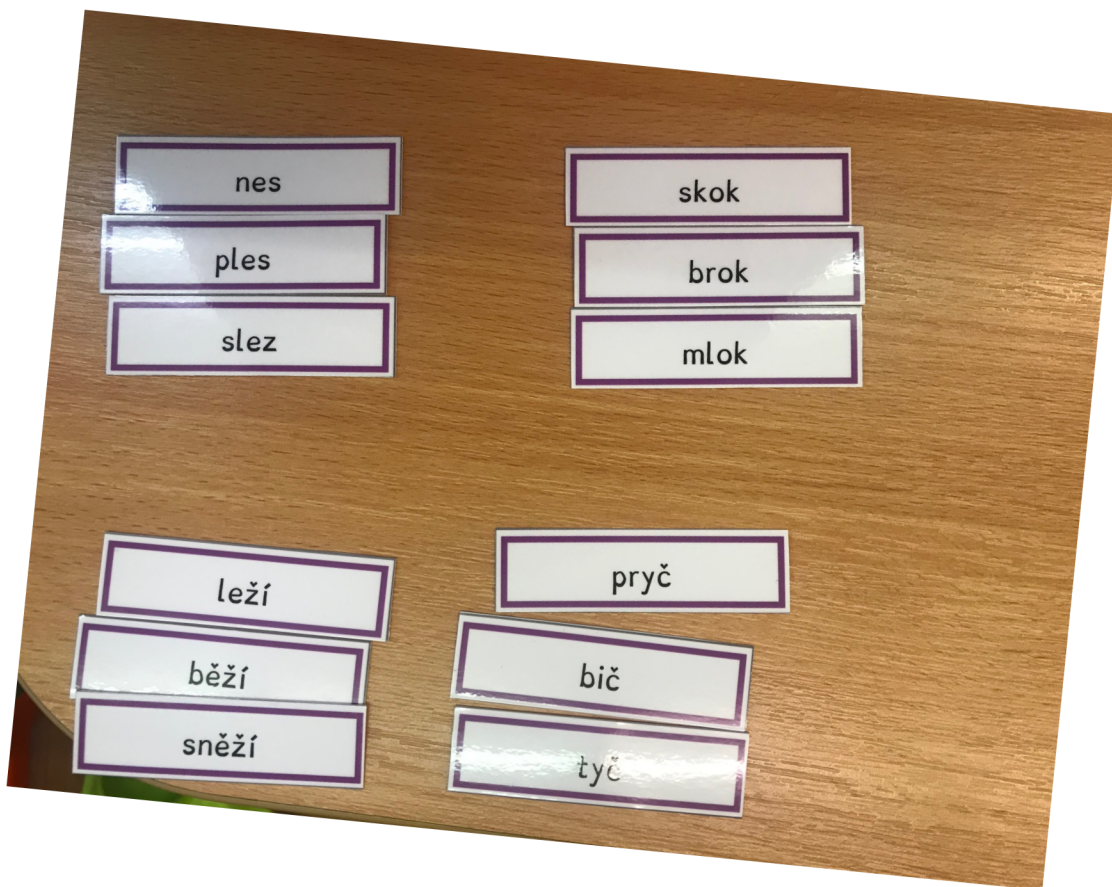 nes
ples
slez
skok
brok
mlok
leží
běží
sněží
pryč
bič
tyč